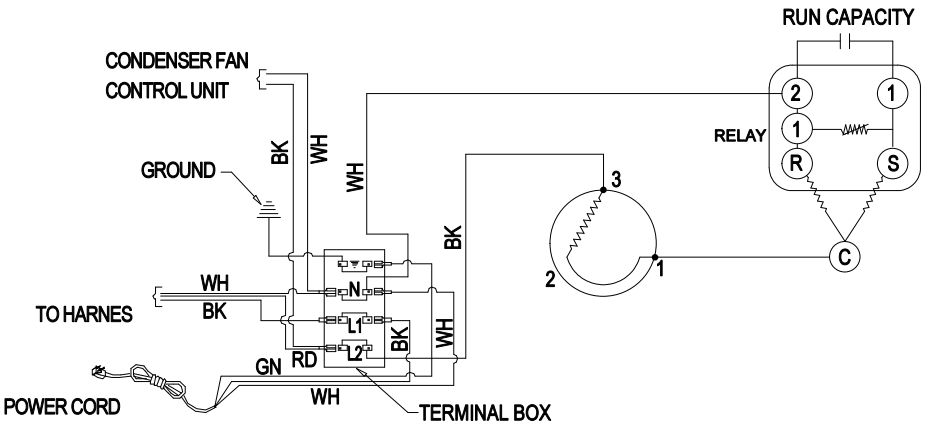 RUN CAPACITY
CONDENSER FAN
CONTROL UNIT
2
1
1
RELAY
R
S
BK
WH
WH
GROUND
3
BK
2
1
C
N
WH
BK
TO HARNES
L1
BK
WH
L2
RD
GN
WH
POWER CORD
TERMINAL BOX